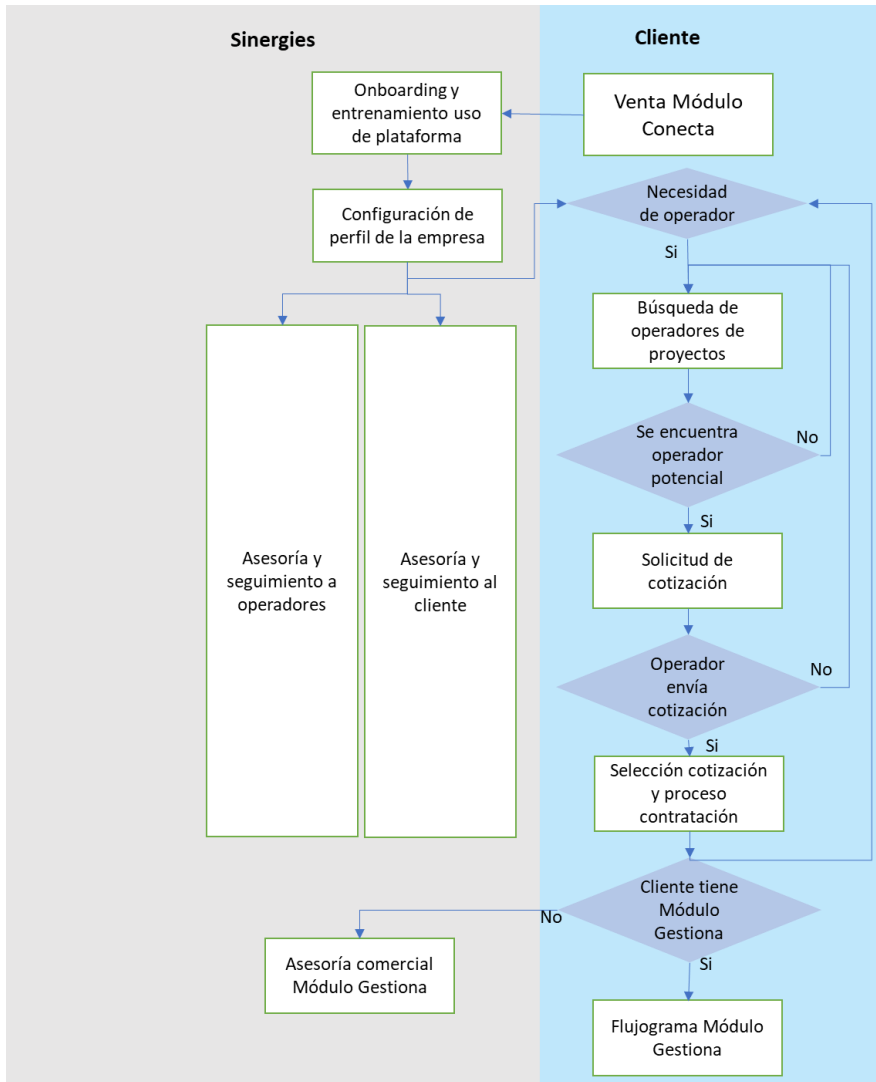 Sinergies
Cliente
Onboarding y
entrenamiento uso
de plataforma
Venta Módulo
Conecta
Configuración de
perfil de la empresa
Necesidad
de operador
Si
Búsqueda de
operadores de
proyectos
Se encuentra
operador
potencial
No
Si
Asesoría y
seguimiento a
operadores
Asesoría y
seguimiento al
cliente
Solicitud de
cotización
Operador
envía
cotización
No
Si
Selección cotización
y proceso
contratación
Cliente tiene
Módulo
Gestiona
No
Si
Asesoría comercial
Módulo Gestiona
Flujograma Módulo
Gestiona